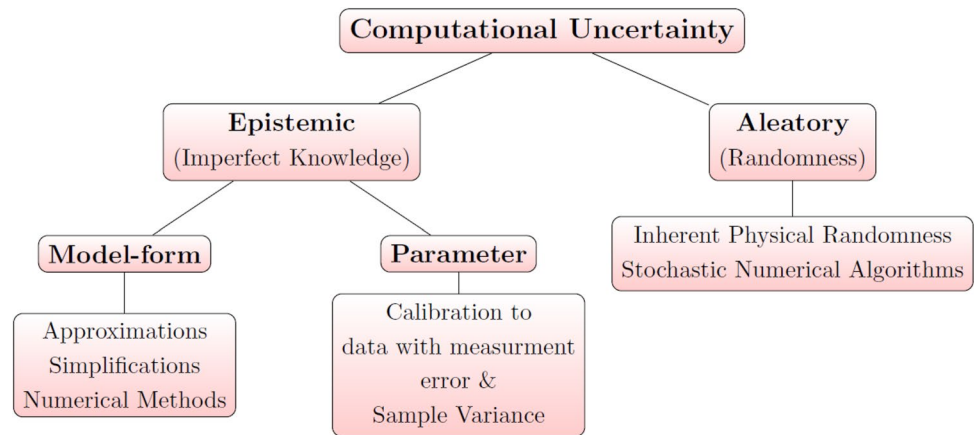 Computational Uncertainty
Epistemic
(Imperfect Knowledge)
Aleatory
(Randomness)
Model-form
Parameter
Inherent Physical Randomness
Stochastic Numerical Algorithms
Approximations
Simplifications
Numerical Methods
Calibration to
data with measurment
error &
Sample Variance